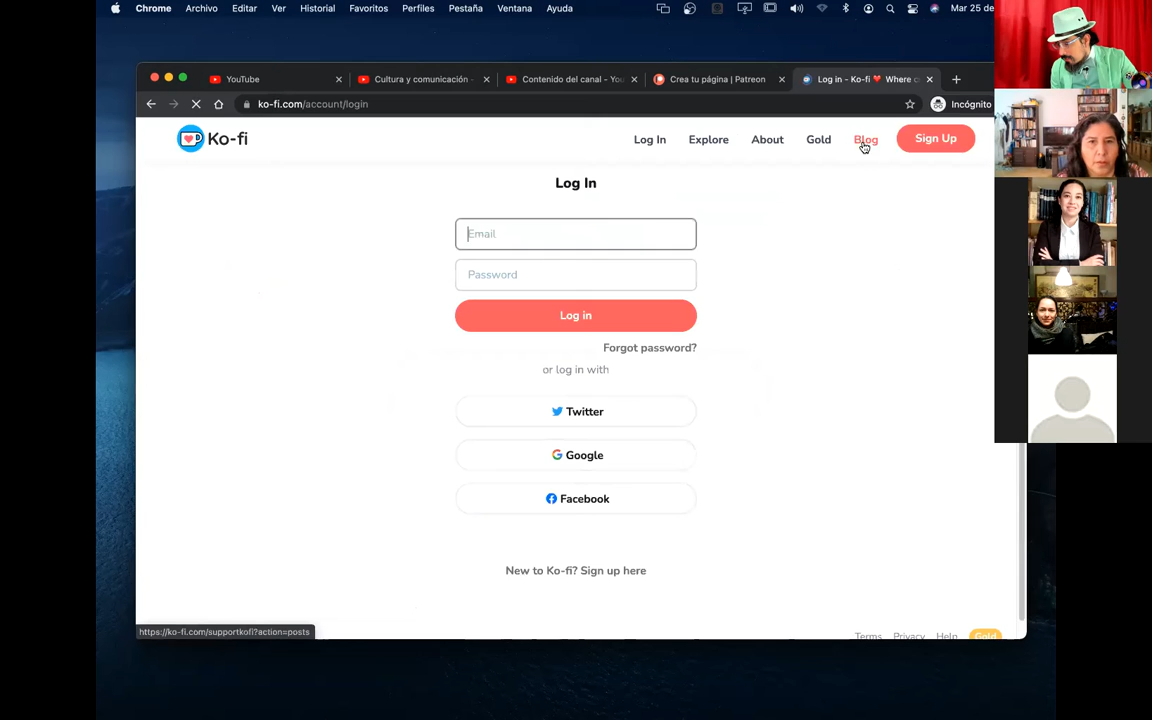 Chrome Archivo Editar Ver Historial Favoritos Perfiles Pestaña Ventana Ayuda Mar 25 de
YouTube Cultura y comunicación - Contenido del canal - You Crea tu página | Patreon Log in - Ko-fi ❤️ Where c
ko-fi.com/account/login Incógnito
Ko-fi Log In Explore About Gold Blog Sign Up
Log In
Email
Password
Log in
Forgot password?
or log in with
Twitter
Google
Facebook
New to Ko-fi? Sign up here
https://ko-fi.com/supportkofi?action=posts
Terms Privacy Help Gold